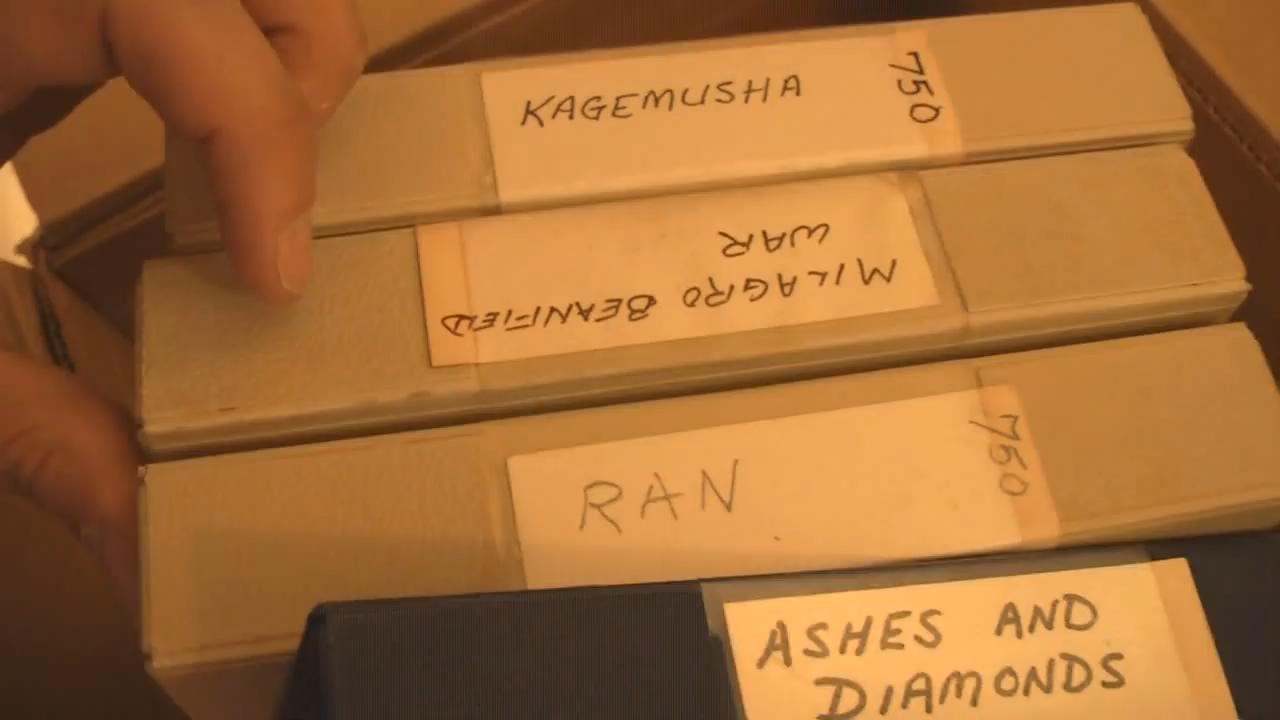 KAGEMUSHA
750
MILAGRO BEANFIELD
WAR
RAN
750
ASHES AND
DIAMONDS